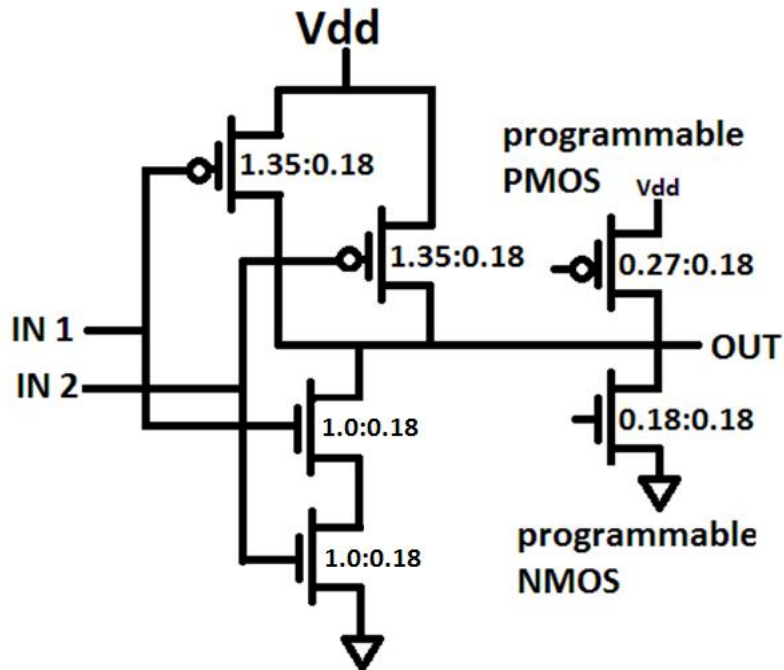 Vdd
1.35:0.18
programmable
PMOS
Vdd
1.35:0.18
0.27:0.18
IN 1
OUT
IN 2
1.0:0.18
0.18:0.18
1.0:0.18
programmable
NMOS